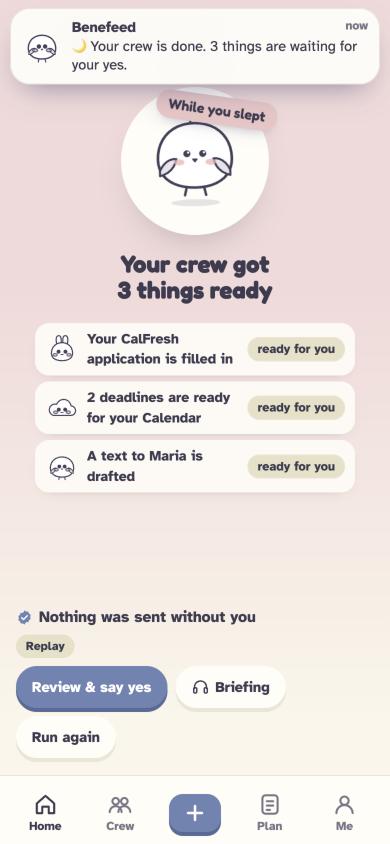 Benefeed
now
🌙 Your crew is done. 3 things are waiting for
your yes.
While you slept
Your crew got
3 things ready
Your CalFresh
application is filled in
ready for you
2 deadlines are ready
for your Calendar
ready for you
A text to Maria is
drafted
ready for you
Nothing was sent without you
Replay
Review & say yes
Briefing
Run again
Home
Crew
Plan
Me